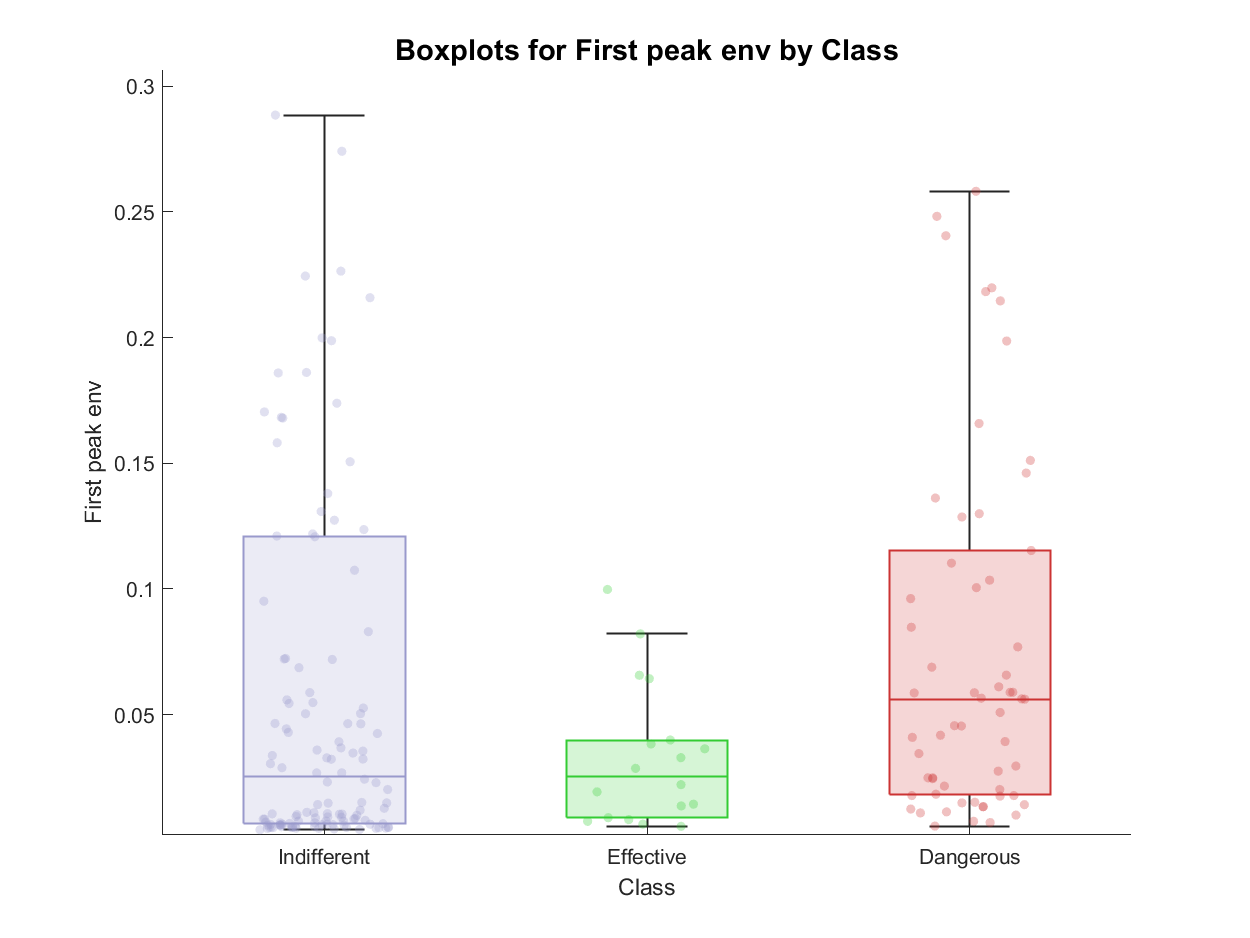 Boxplots for First peak env by Class
0.3
0.25
0.2
0.15
0.1
0.05
First peak env
Indifferent Effective Dangerous
Class